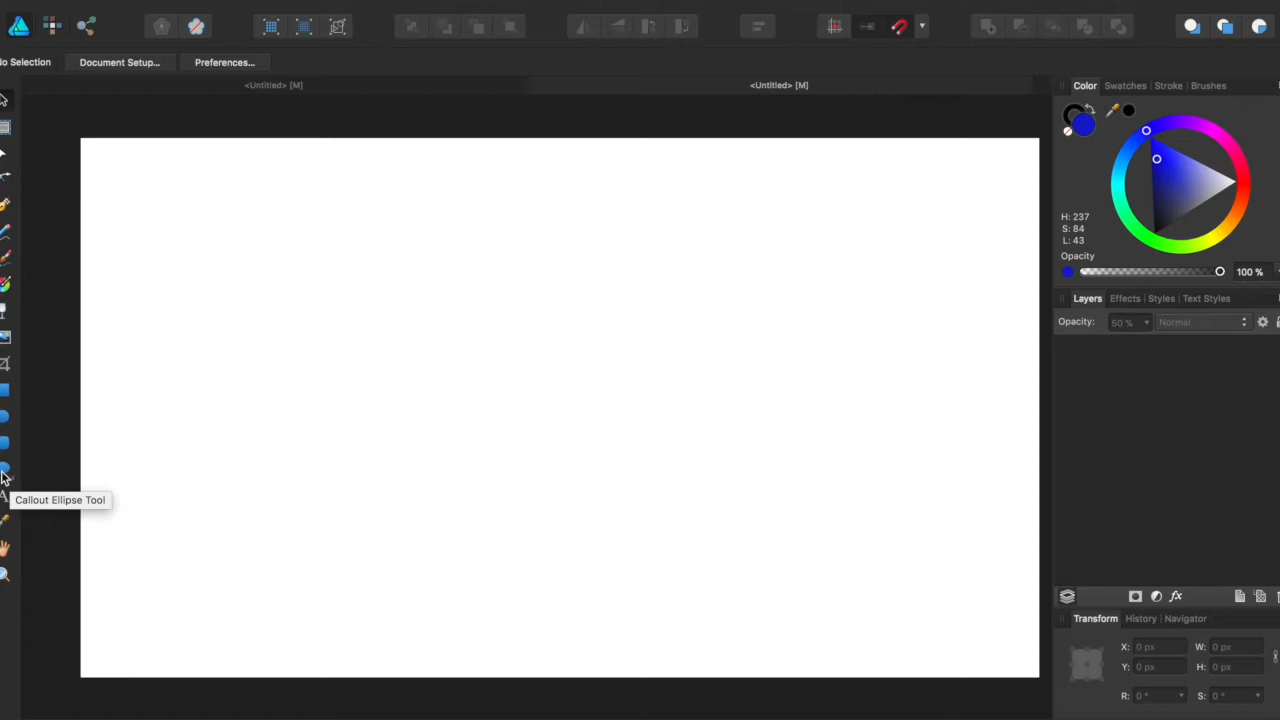 No Selection Document Setup... Preferences...
<Untitled> [M] <Untitled> [M]
Color Swatches Stroke Brushes
H: 237
S: 84
L: 43
Opacity
100 %
Layers Effects Styles Text Styles
Opacity: 50 % Normal
A
Callout Ellipse Tool
fx
Transform History Navigator
X: 0 px W: 0 px
Y: 0 px H: 0 px
R: 0 ° S: 0 °